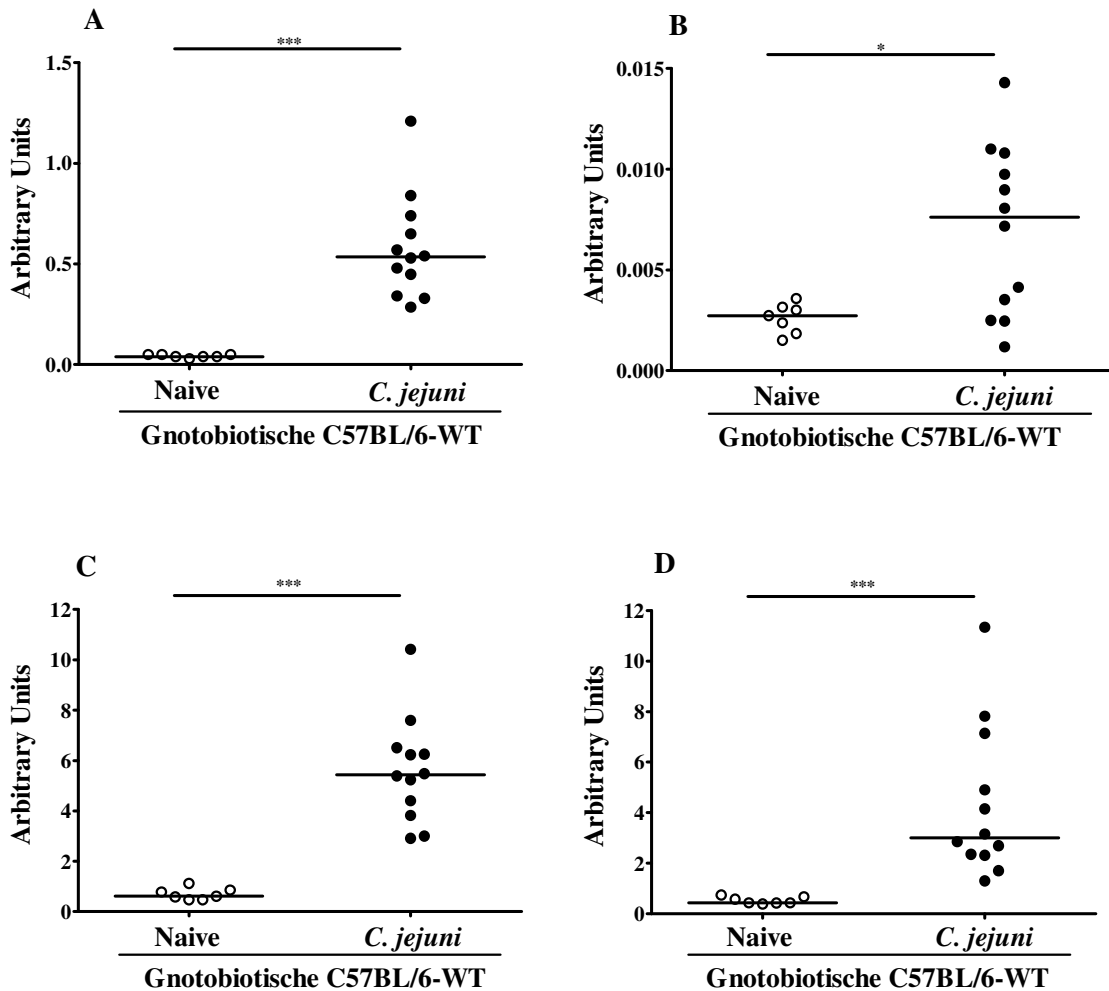 A
***
1.5
1.0
0.5
0.0
Arbitrary Units
Naive
C. jejuni
Gnotobiotische C57BL/6-WT
B
*
0.015
0.010
0.005
0.000
Arbitrary Units
Naive
C. jejuni
Gnotobiotische C57BL/6-WT
C
***
12
10
8
6
4
2
0
Arbitrary Units
Naive
C. jejuni
Gnotobiotische C57BL/6-WT
D
***
12
10
8
6
4
2
0
Arbitrary Units
Naive
C. jejuni
Gnotobiotische C57BL/6-WT